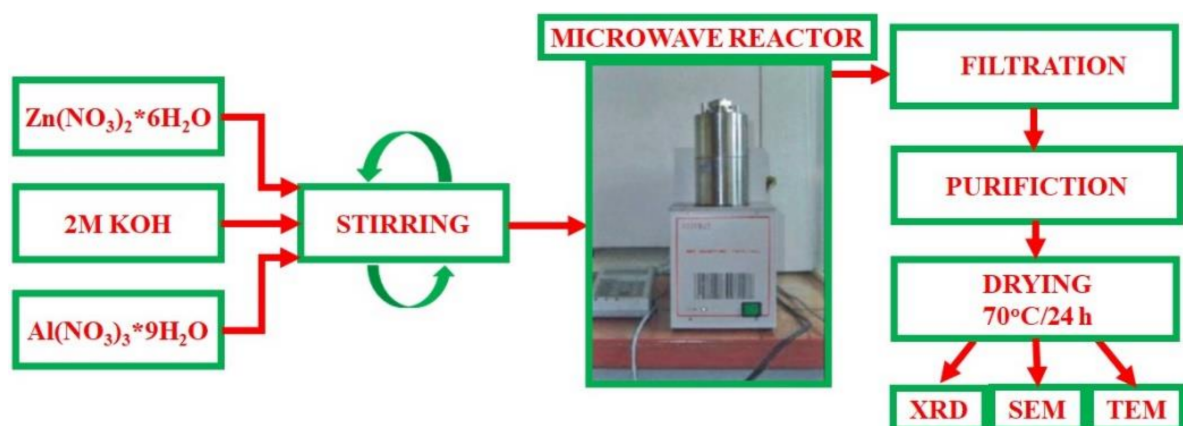 MICROWAVE REACTOR
Zn(NO₃)₂*6H₂O
2M KOH
Al(NO₃)₃*9H₂O
STIRRING
FILTRATION
PURIFICTION
DRYING
70°C/24 h
XRD
SEM
TEM